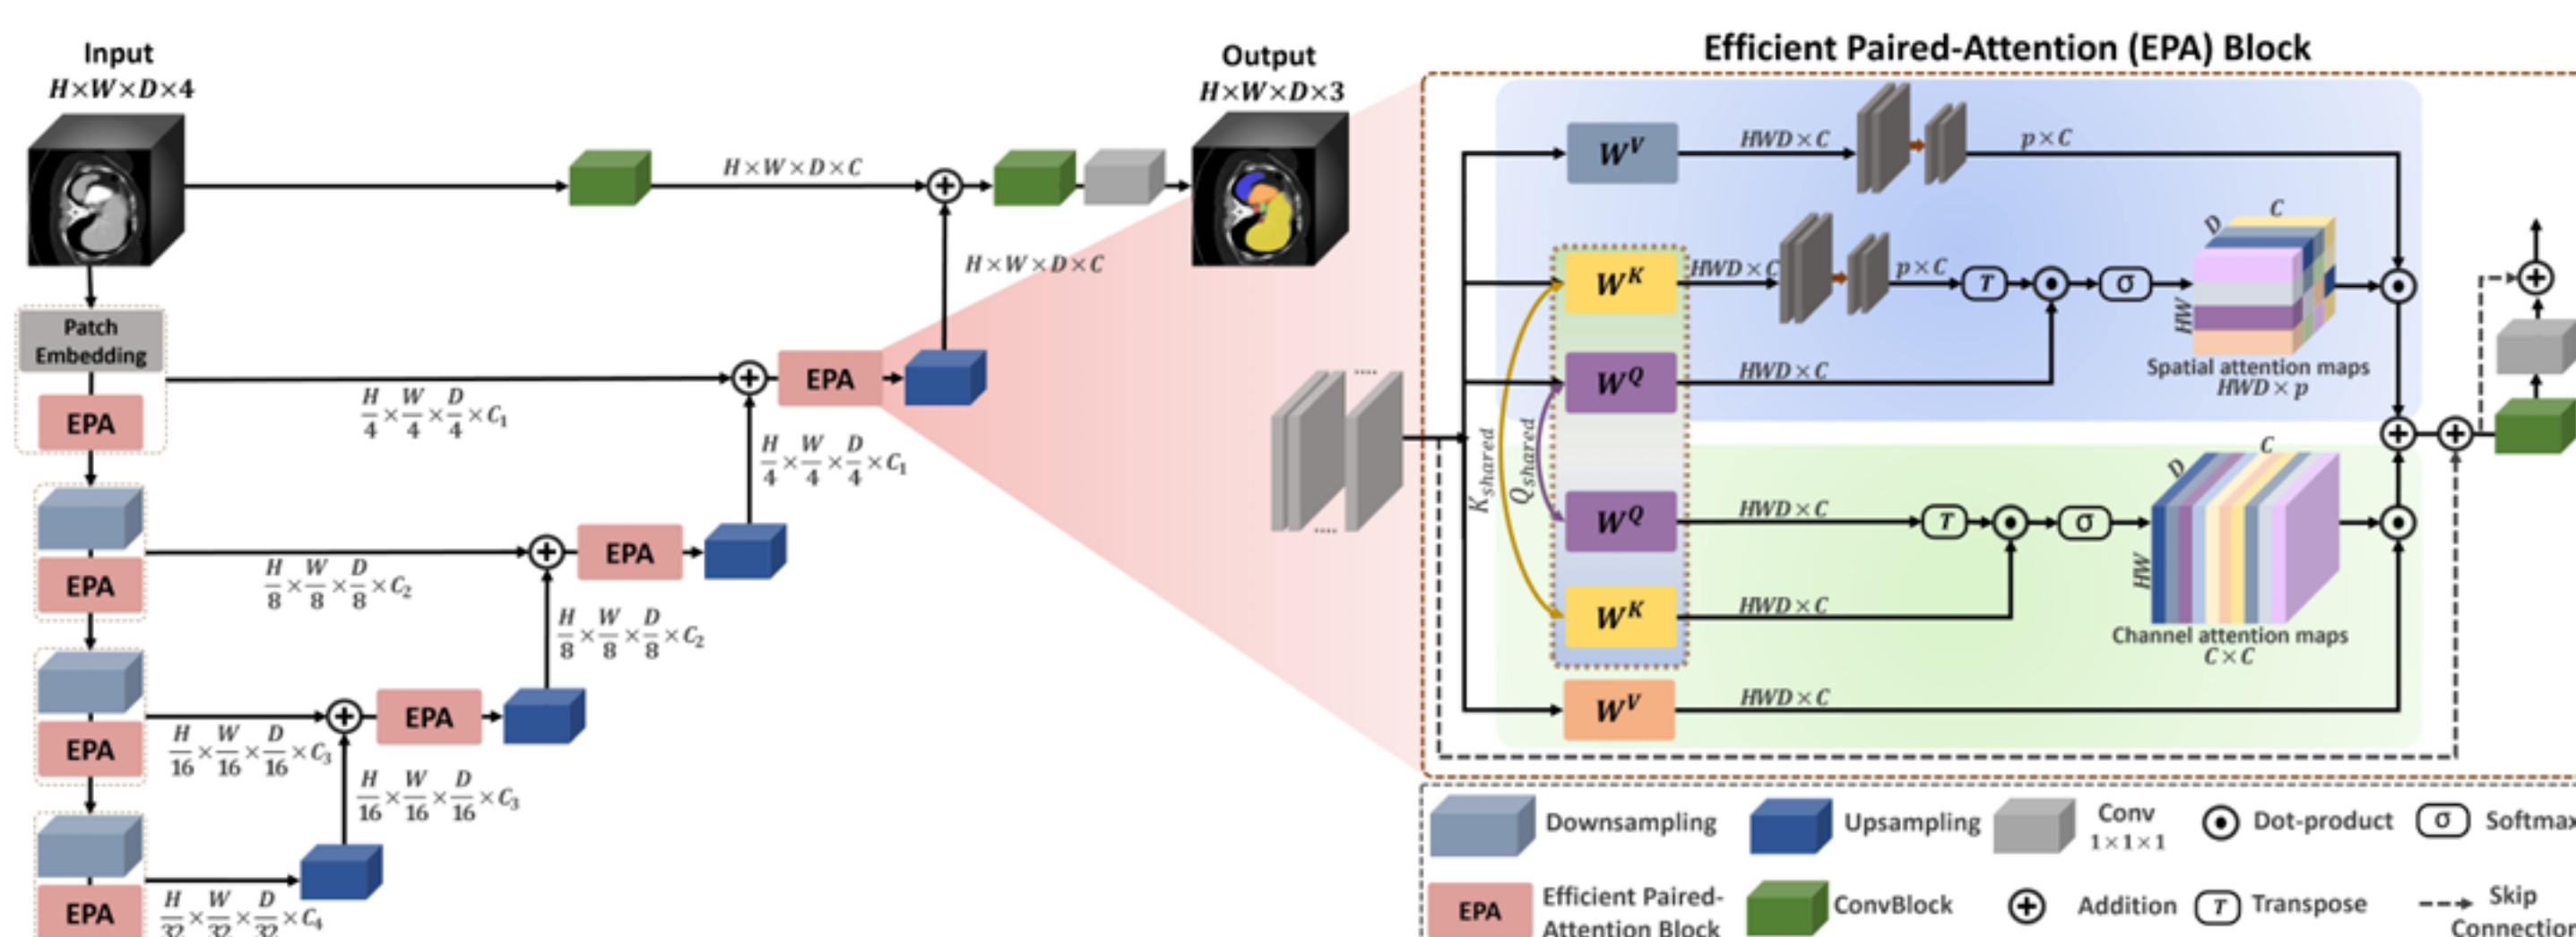 Input
H×W×D×4
Output
H×W×D×3
H×W×D×C
H×W×D×C
Patch
Embedding
EPA
H/4×W/4×D/4×C₁
EPA
H/4×W/4×D/4×C₁
EPA
H/8×W/8×D/8×C₂
EPA
H/8×W/8×D/8×C₂
EPA
H/16×W/16×D/16×C₃
EPA
H/16×W/16×D/16×C₃
EPA
H/32×W/32×D/32×C₄
Efficient Paired-Attention (EPA) Block
W^V
HWD×C
p×C
W^K
HWD×C
p×C
T
σ
D
C
HW
Spatial attention maps
HWD×p
W^Q
HWD×C
K_shared
Q_shared
W^Q
HWD×C
T
σ
D
C
HW
Channel attention maps
C×C
W^K
HWD×C
W^V
HWD×C
Downsampling
Upsampling
Conv
1×1×1
Dot-product
σ
Softmax
EPA
Efficient Paired-
Attention Block
ConvBlock
Addition
T
Transpose
Skip
Connection